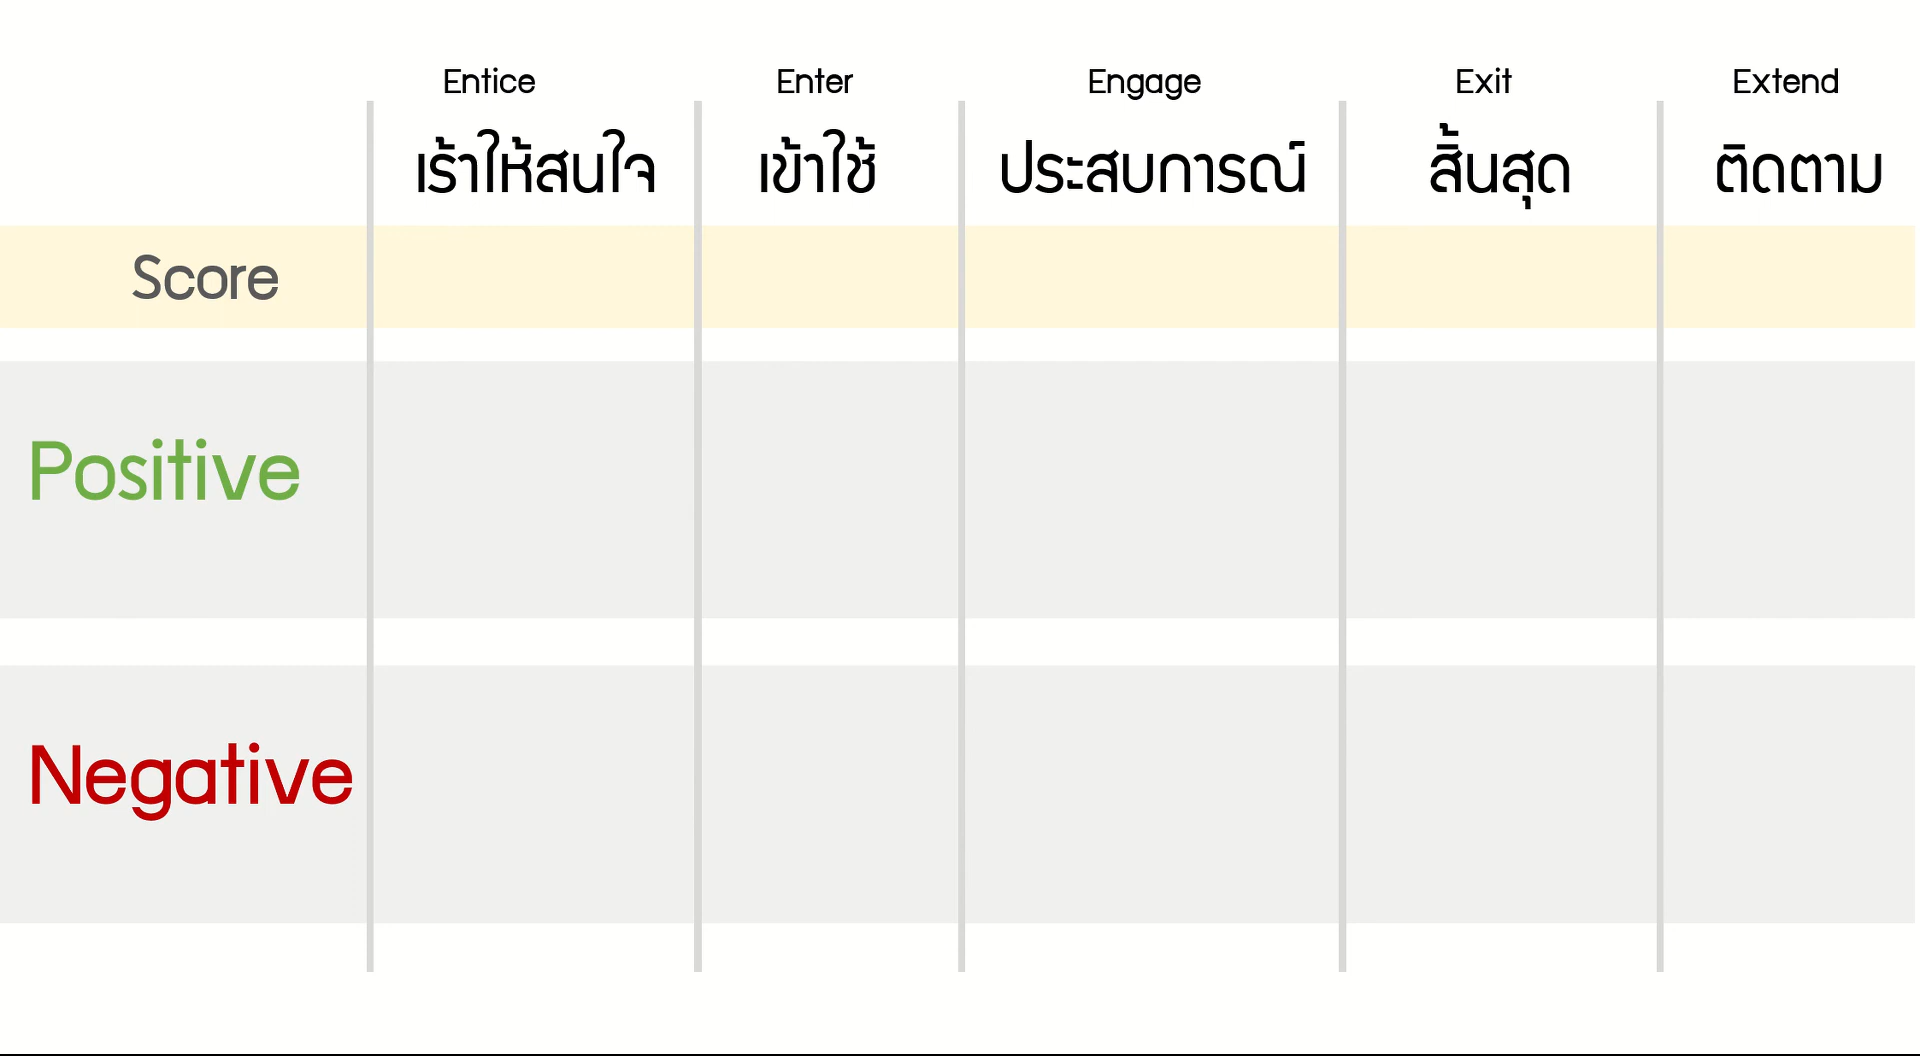 Entice Enter Engage Exit Extend
เร้าให้สนใจ เข้าใช้ ประสบการณ์ สิ้นสุด ติดตาม
Score
Positive
Negative